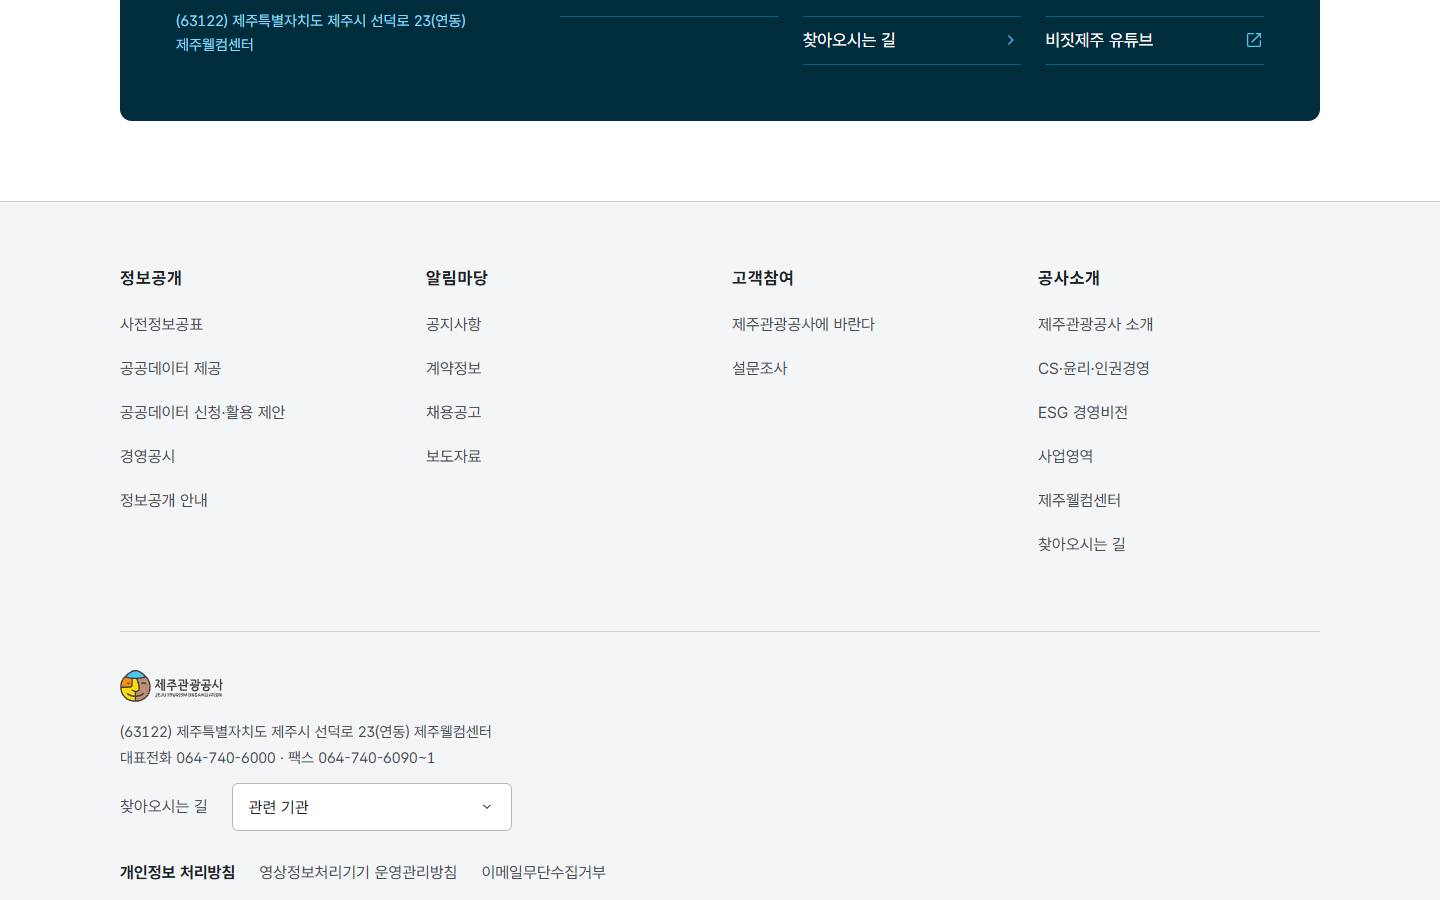 (63122) 제주특별자치도 제주시 선덕로 23(연동)
제주웰컴센터
찾아오시는 길
비짓제주 유튜브
정보공개
사전정보공표
공공데이터 제공
공공데이터 신청·활용 제안
경영공시
정보공개 안내
알림마당
공지사항
계약정보
채용공고
보도자료
고객참여
제주관광공사에 바란다
설문조사
공사소개
제주관광공사 소개
CS·윤리·인권경영
ESG 경영비전
사업영역
제주웰컴센터
찾아오시는 길
제주관광공사
JEJU TOURISM ORGANIZATION
(63122) 제주특별자치도 제주시 선덕로 23(연동) 제주웰컴센터
대표전화 064-740-6000 · 팩스 064-740-6090~1
찾아오시는 길
관련 기관
개인정보 처리방침 영상정보처리기기 운영관리방침 이메일무단수집거부